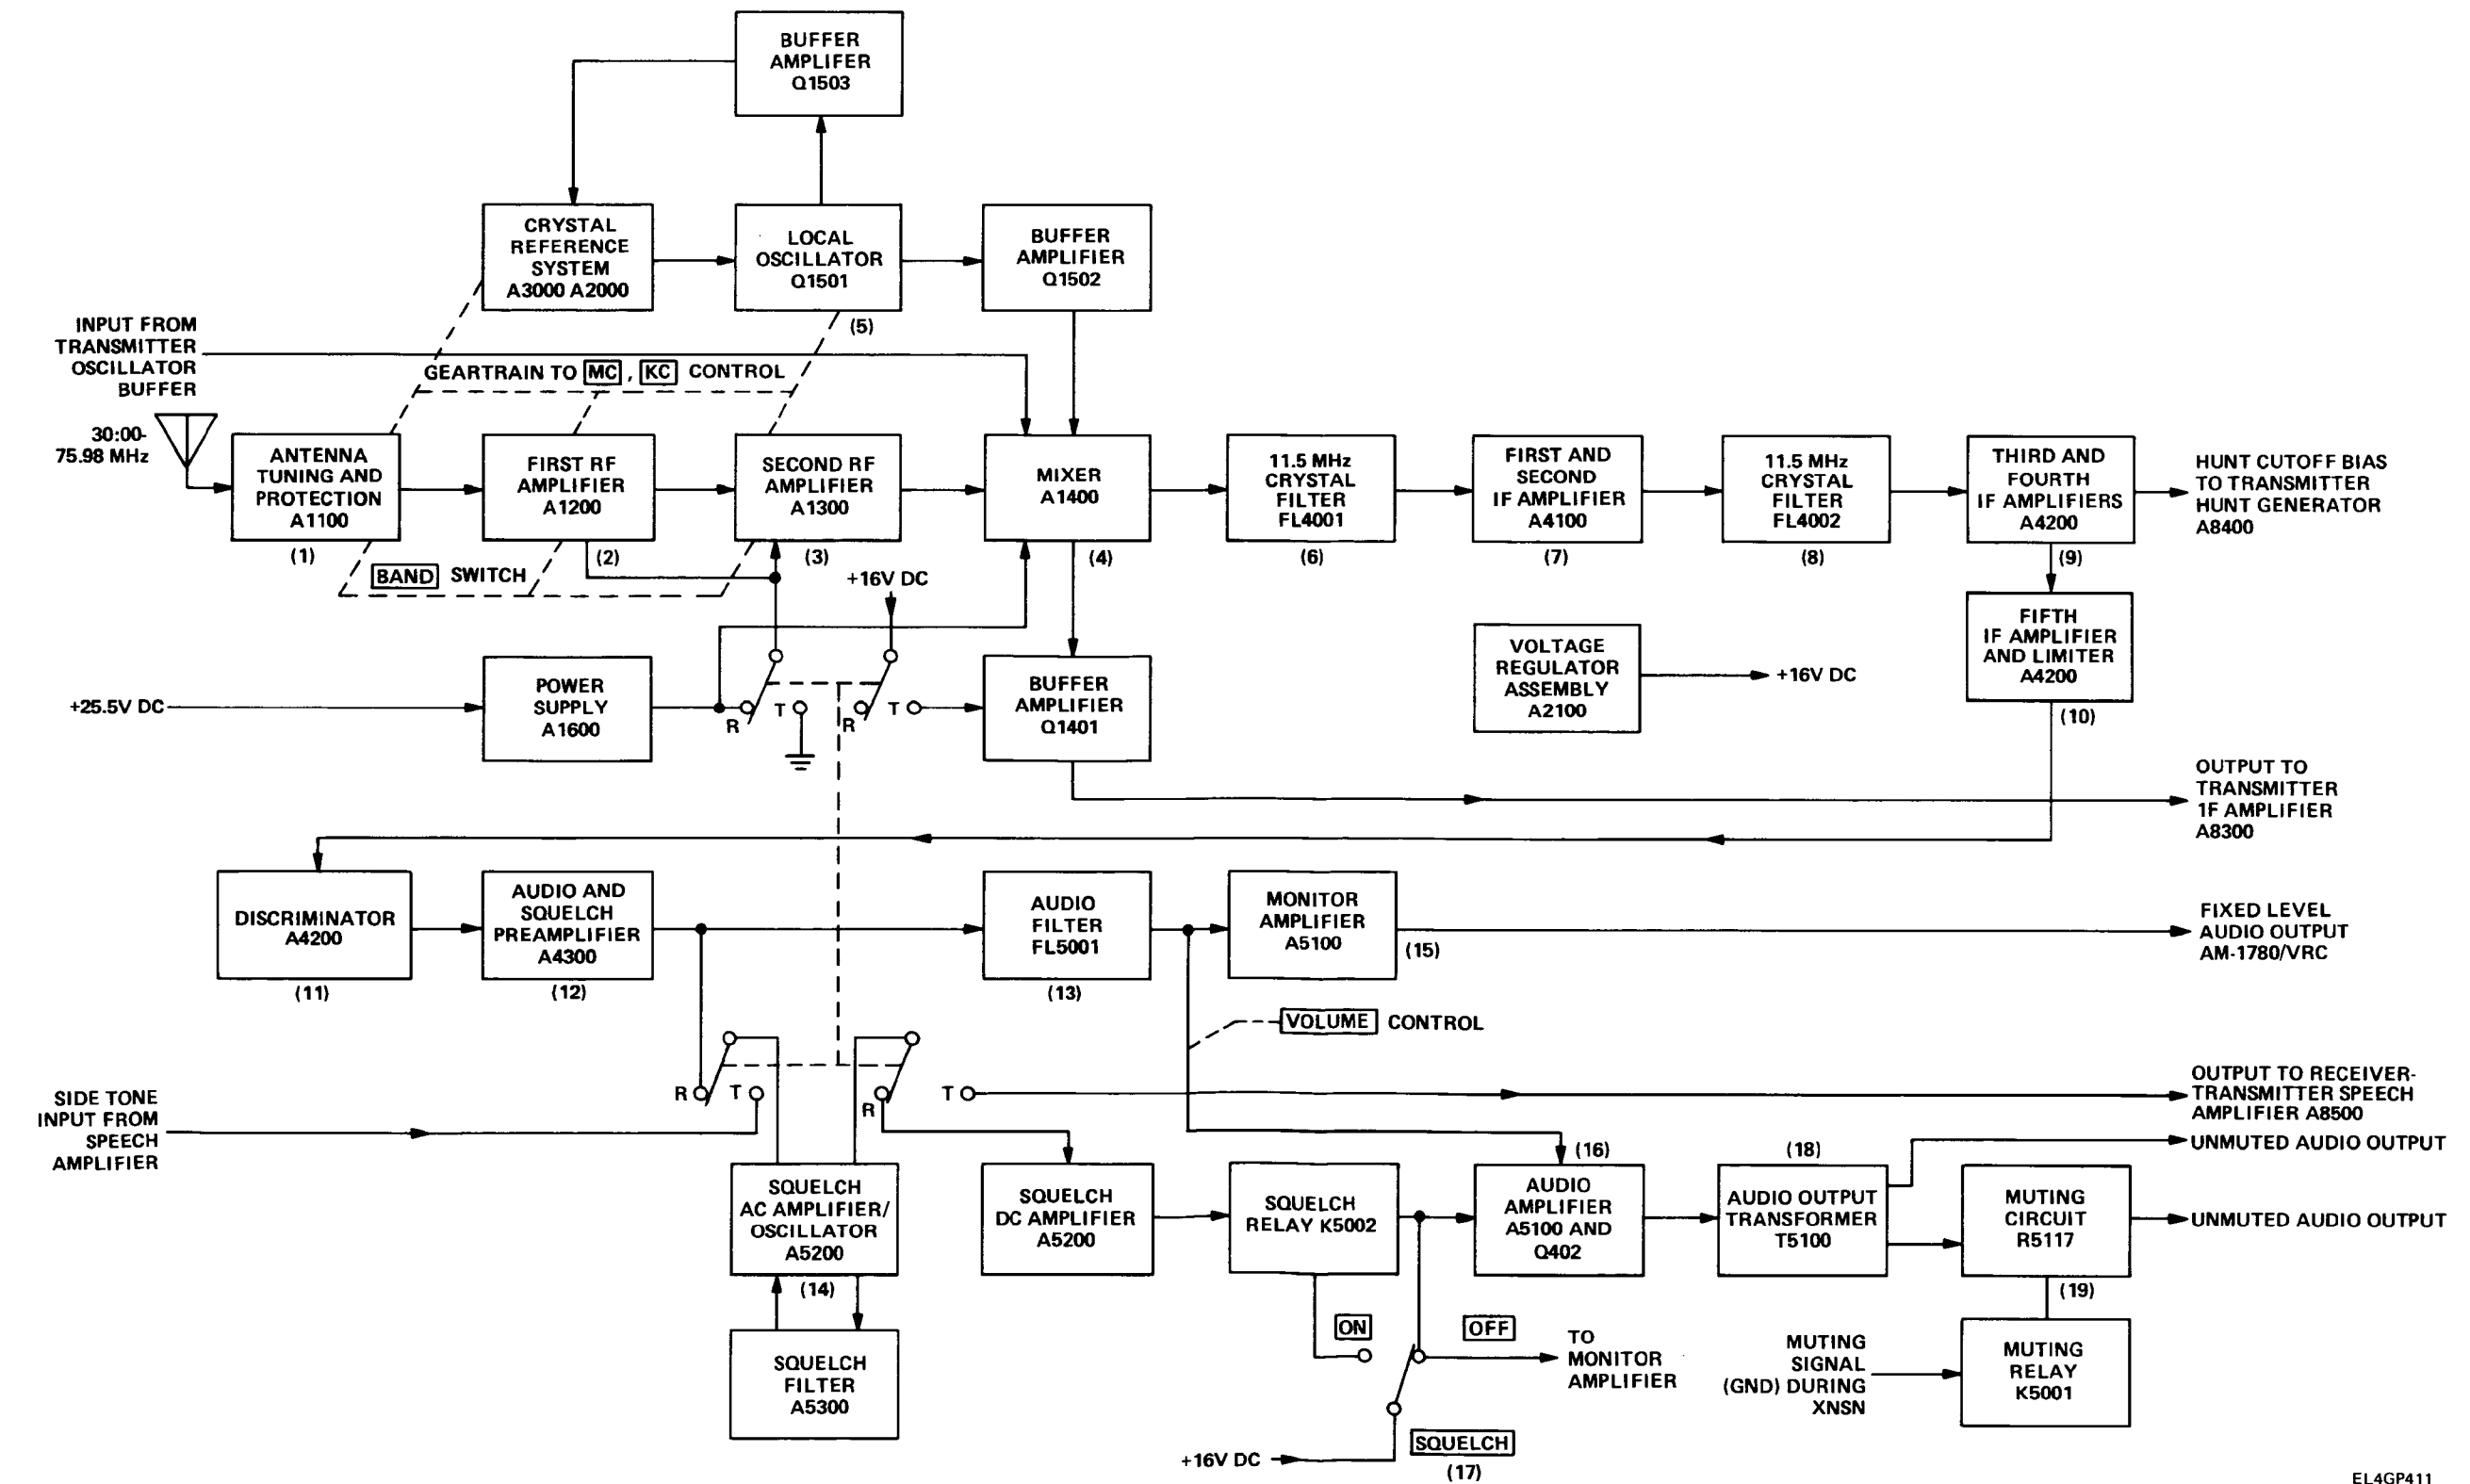 BUFFER
AMPLIFER
Q1503
CRYSTAL
REFERENCE
SYSTEM
A3000 A2000
LOCAL
OSCILLATOR
Q1501
(5)
BUFFER
AMPLIFIER
Q1502
INPUT FROM
TRANSMITTER
OSCILLATOR
BUFFER
GEARTRAIN TO MC, KC CONTROL
30:00-
75.98 MHz
ANTENNA
TUNING AND
PROTECTION
A1100
(1)
FIRST RF
AMPLIFIER
A1200
(2)
SECOND RF
AMPLIFIER
A1300
(3)
MIXER
A1400
(4)
11.5 MHz
CRYSTAL
FILTER
FL4001
(6)
FIRST AND
SECOND
IF AMPLIFIER
A4100
(7)
11.5 MHz
CRYSTAL
FILTER
FL4002
(8)
THIRD AND
FOURTH
IF AMPLIFIERS
A4200
(9)
HUNT CUTOFF BIAS
TO TRANSMITTER
HUNT GENERATOR
A8400
BAND SWITCH
+16V DC
FIFTH
IF AMPLIFIER
AND LIMITER
A4200
(10)
+25.5V DC
POWER
SUPPLY
A1600
R
T
R
T
BUFFER
AMPLIFIER
Q1401
VOLTAGE
REGULATOR
ASSEMBLY
A2100
+16V DC
OUTPUT TO
TRANSMITTER
1F AMPLIFIER
A8300
DISCRIMINATOR
A4200
(11)
AUDIO AND
SQUELCH
PREAMPLIFIER
A4300
(12)
AUDIO
FILTER
FL5001
(13)
MONITOR
AMPLIFIER
A5100
(15)
FIXED LEVEL
AUDIO OUTPUT
AM-1780/VRC
VOLUME CONTROL
SIDE TONE
INPUT FROM
SPEECH
AMPLIFIER
R
T
R
T
OUTPUT TO RECEIVER-
TRANSMITTER SPEECH
AMPLIFIER A8500
UNMUTED AUDIO OUTPUT
SQUELCH
AC AMPLIFIER/
OSCILLATOR
A5200
(14)
SQUELCH
DC AMPLIFIER
A5200
SQUELCH
RELAY K5002
(16)
AUDIO
AMPLIFIER
A5100 AND
Q402
(18)
AUDIO OUTPUT
TRANSFORMER
T5100
MUTING
CIRCUIT
R5117
(19)
UNMUTED AUDIO OUTPUT
SQUELCH
FILTER
A5300
ON
OFF
TO
MONITOR
AMPLIFIER
MUTING
SIGNAL
(GND) DURING
XNSN
MUTING
RELAY
K5001
+16V DC
SQUELCH
(17)
EL4GP411